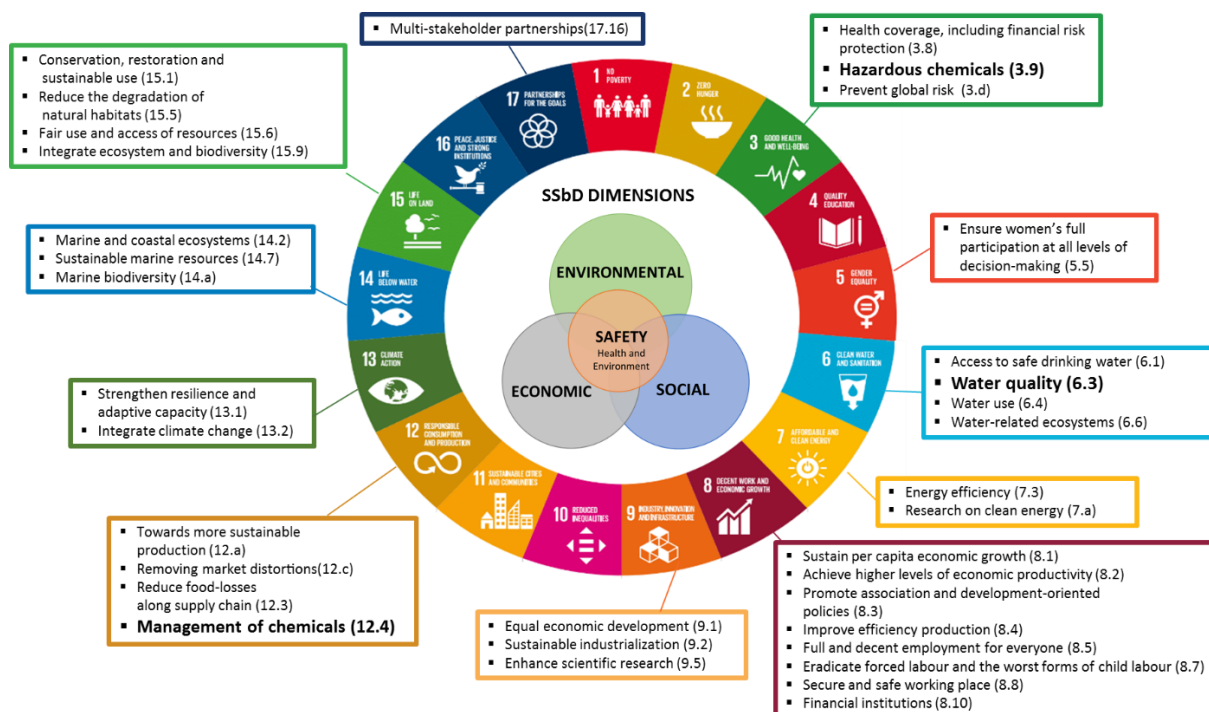 ▪ Multi-stakeholder partnerships(17.16)
▪ Conservation, restoration and
sustainable use (15.1)
▪ Reduce the degradation of
natural habitats (15.5)
▪ Fair use and access of resources (15.6)
▪ Integrate ecosystem and biodiversity (15.9)
▪ Health coverage, including financial risk
protection (3.8)
▪ Hazardous chemicals (3.9)
▪ Prevent global risk (3.d)
1 NO
POVERTY
2 ZERO
HUNGER
3 GOOD HEALTH
AND WELL-BEING
4 QUALITY
EDUCATION
5 GENDER
EQUALITY
6 CLEAN WATER
AND SANITATION
7 AFFORDABLE AND
CLEAN ENERGY
8 DECENT WORK AND
ECONOMIC GROWTH
9 INDUSTRY, INNOVATION
AND INFRASTRUCTURE
10 REDUCED
INEQUALITIES
11 SUSTAINABLE CITIES
AND COMMUNITIES
12 RESPONSIBLE
CONSUMPTION
AND PRODUCTION
13 CLIMATE
ACTION
14 LIFE
BELOW WATER
15 LIFE
ON LAND
16 PEACE, JUSTICE
AND STRONG
INSTITUTIONS
17 PARTNERSHIPS
FOR THE GOALS
SSbD DIMENSIONS
ENVIRONMENTAL
SAFETY
Health and
Environment
ECONOMIC
SOCIAL
▪ Marine and coastal ecosystems (14.2)
▪ Sustainable marine resources (14.7)
▪ Marine biodiversity (14.a)
▪ Ensure women's full
participation at all levels of
decision-making (5.5)
▪ Access to safe drinking water (6.1)
▪ Water quality (6.3)
▪ Water use (6.4)
▪ Water-related ecosystems (6.6)
▪ Strengthen resilience and
adaptive capacity (13.1)
▪ Integrate climate change (13.2)
▪ Energy efficiency (7.3)
▪ Research on clean energy (7.a)
▪ Towards more sustainable
production (12.a)
▪ Removing market distortions(12.c)
▪ Reduce food-losses
along supply chain (12.3)
▪ Management of chemicals (12.4)
▪ Equal economic development (9.1)
▪ Sustainable industrialization (9.2)
▪ Enhance scientific research (9.5)
▪ Sustain per capita economic growth (8.1)
▪ Achieve higher levels of economic productivity (8.2)
▪ Promote association and development-oriented
policies (8.3)
▪ Improve efficiency production (8.4)
▪ Full and decent employment for everyone (8.5)
▪ Eradicate forced labour and the worst forms of child labour (8.7)
▪ Secure and safe working place (8.8)
▪ Financial institutions (8.10)